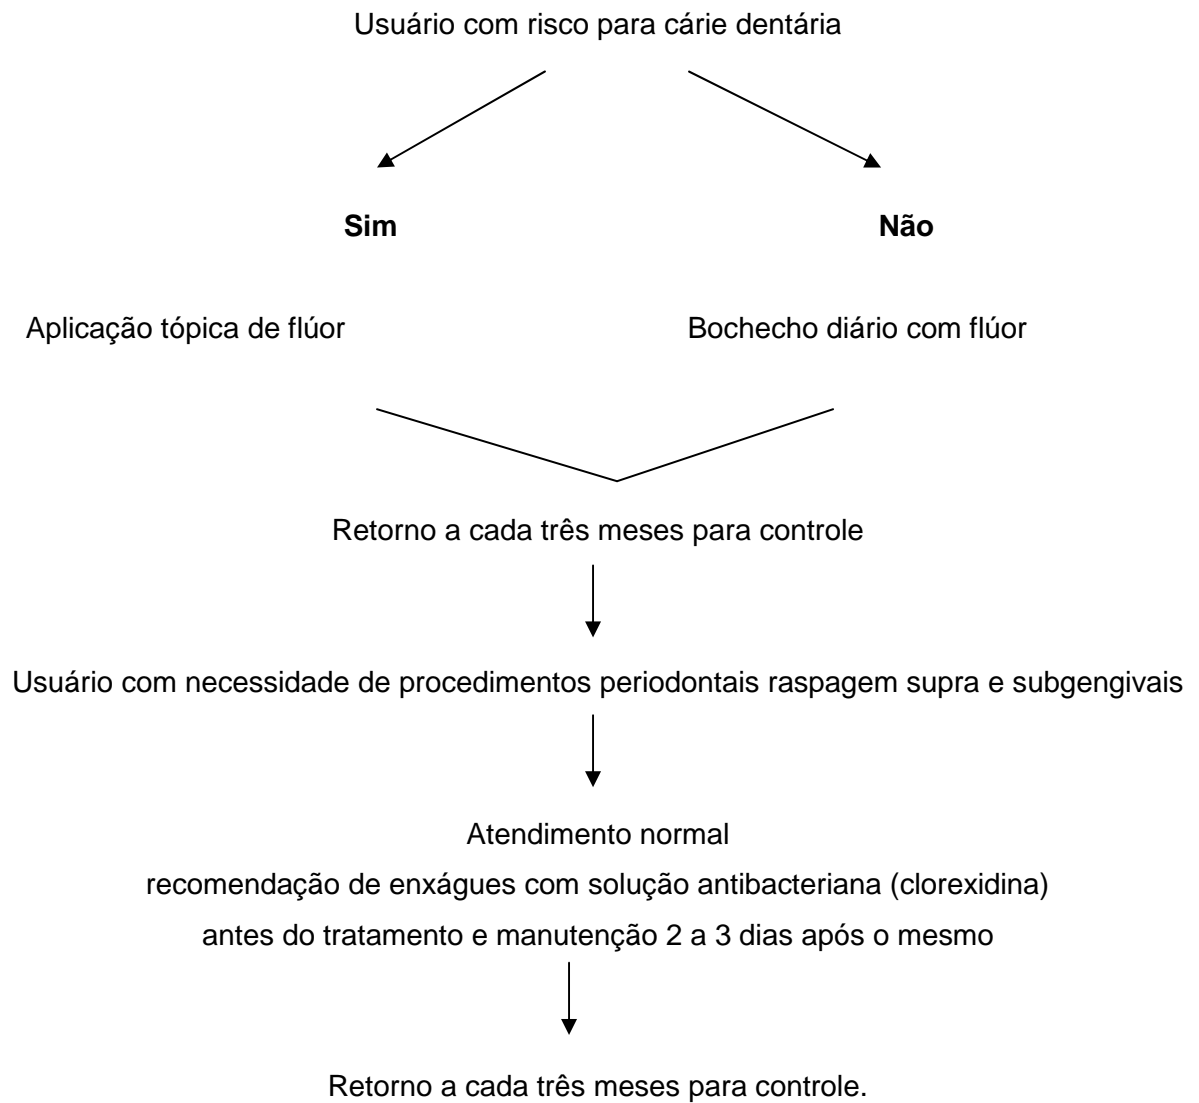 Usuário com risco para cárie dentária
Sim
Não
Aplicação tópica de flúor
Bochecho diário com flúor
Retorno a cada três meses para controle
Usuário com necessidade de procedimentos periodontais raspagem supra e subgengivais
Atendimento normal
recomendação de enxágues com solução antibacteriana (clorexidina)
antes do tratamento e manutenção 2 a 3 dias após o mesmo
Retorno a cada três meses para controle.